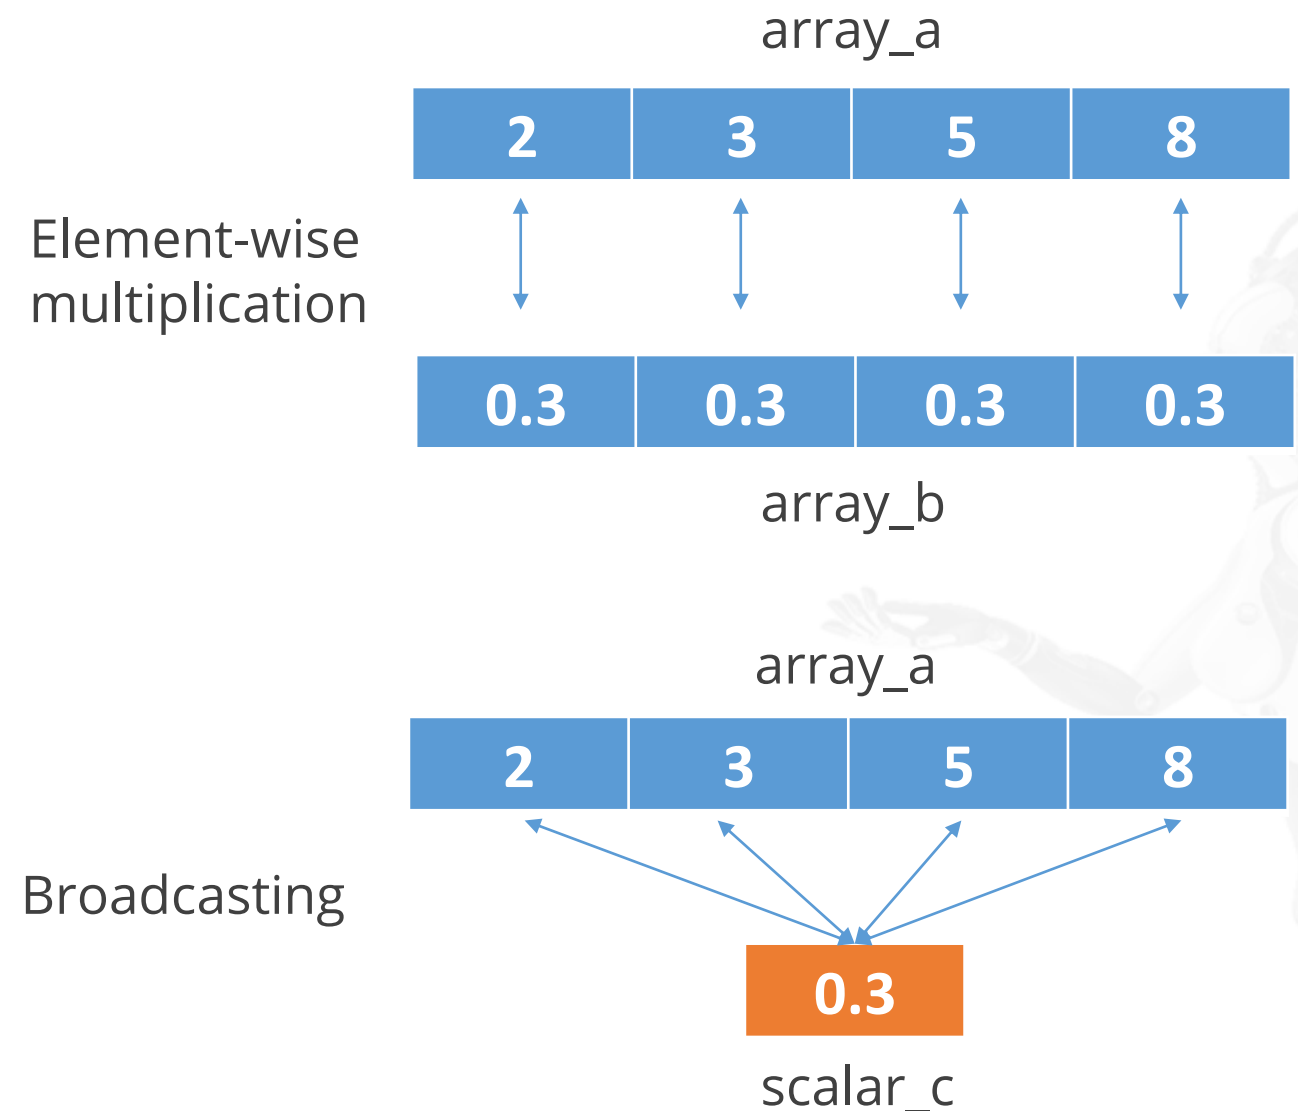 array_a
2 3 5 8
Element-wise
multiplication
0.3 0.3 0.3 0.3
array_b
array_a
2 3 5 8
Broadcasting
0.3
scalar_c